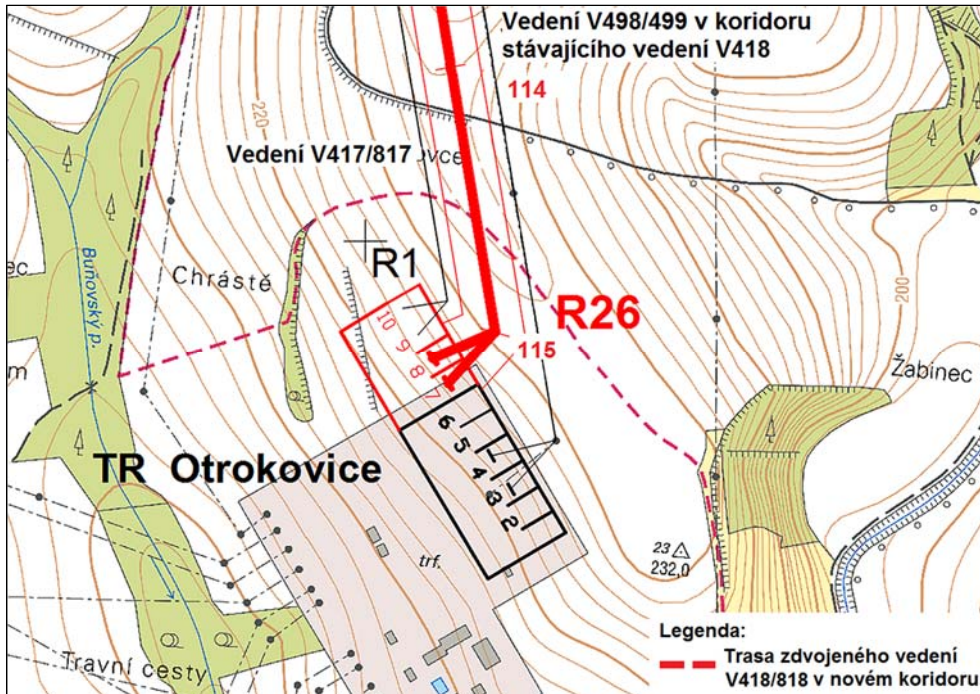 Vedení V498/499 v koridoru
stávajícího vedení V418
114
220
Vedení V417/817 ovce
Chrástě
R1
R26
115
10
9
8
7
6
5
4
3
2
200
Žabinec
Buňovský p.
ec
m
TR Otrokovice
trf.
23
232,0
Travní cesty
Legenda:
Trasa zdvojeného vedení
V418/818 v novém koridoru